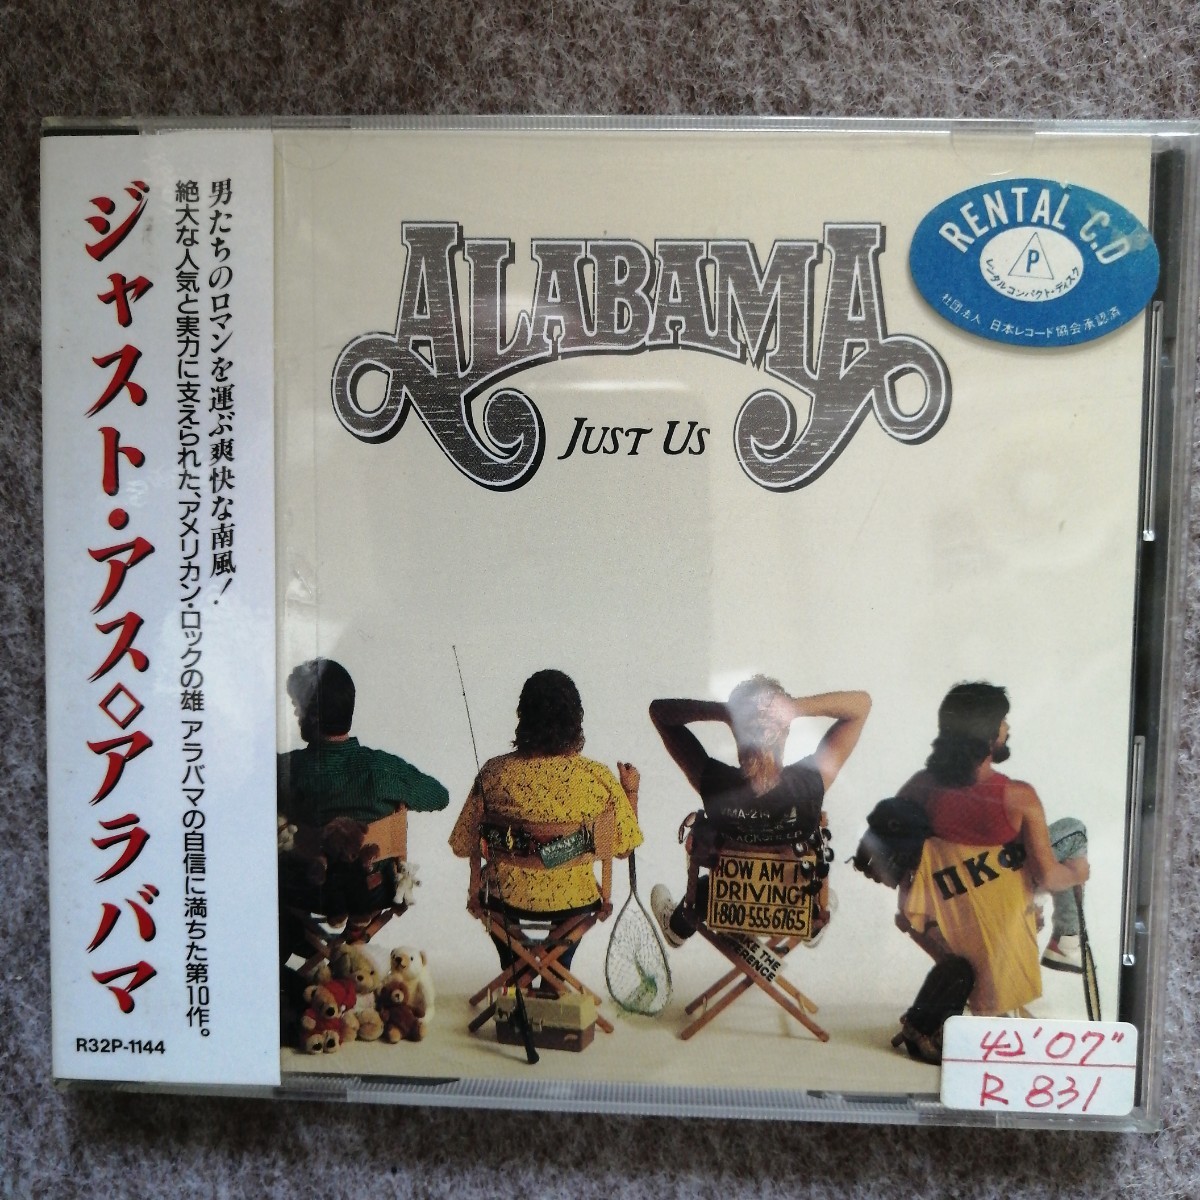 男たちのロマンを運ぶ爽快な南風!
絶大な人気と実力に支えられた、アメリカン・ロックの雄 アラバマの自信に満ちた第10作。
ジャスト・アス◇アラバマ
R32P-1144
ALABAMA
JUST US
RENTAL C.D
P
レンタルコンパクト・ディスク
社団法人 日本レコード協会承認済
HOW AM I
DRIVING?
1-800-555-6765
THE
ΠΚΦ
42'07"
R 831